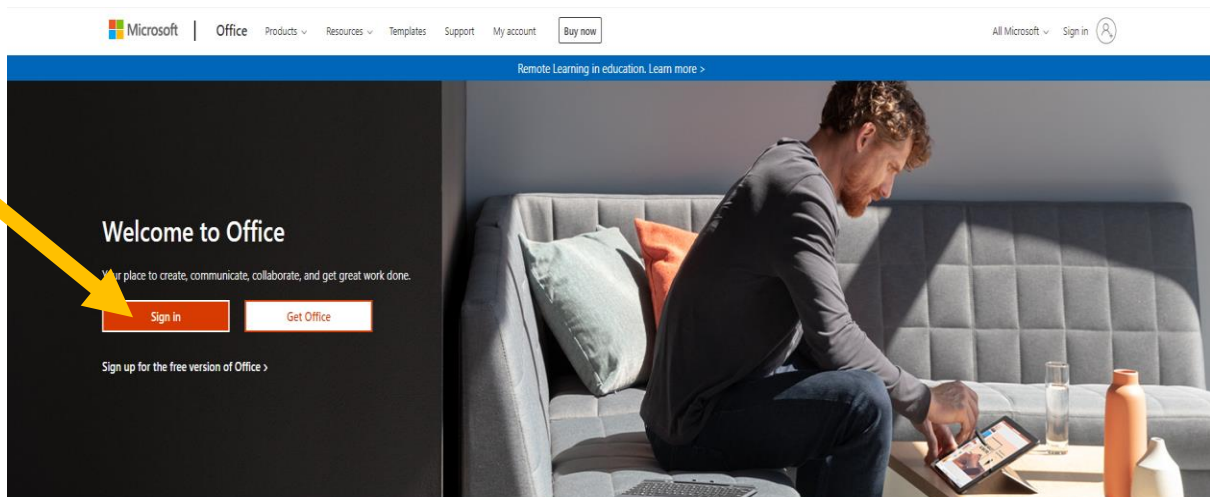 Microsoft Office Products Resources Templates Support My account Buy now All Microsoft Sign in
Remote Learning in education. Learn more >
Welcome to Office
Your place to create, communicate, collaborate, and get great work done.
Sign in Get Office
Sign up for the free version of Office >